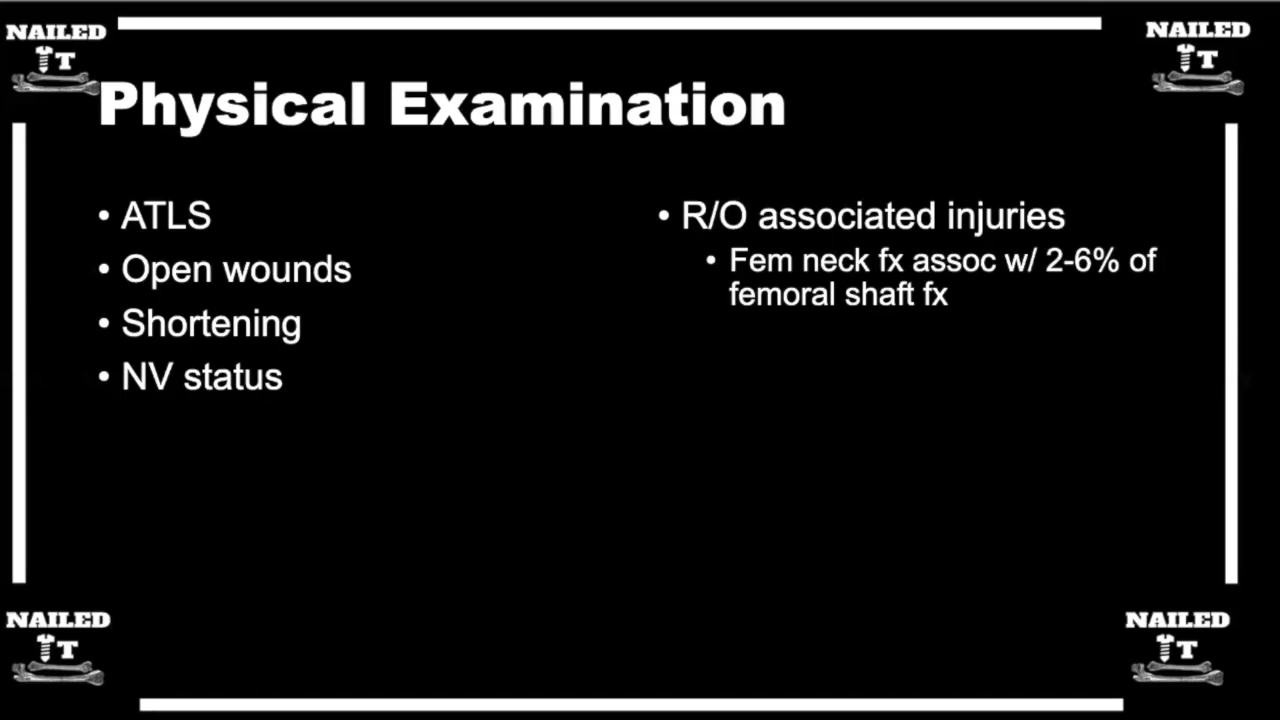 NAILED
IT
NAILED
IT
Physical Examination
• ATLS
• Open wounds
• Shortening
• NV status
• R/O associated injuries
• Fem neck fx assoc w/ 2-6% of
femoral shaft fx
NAILED
IT
NAILED
IT